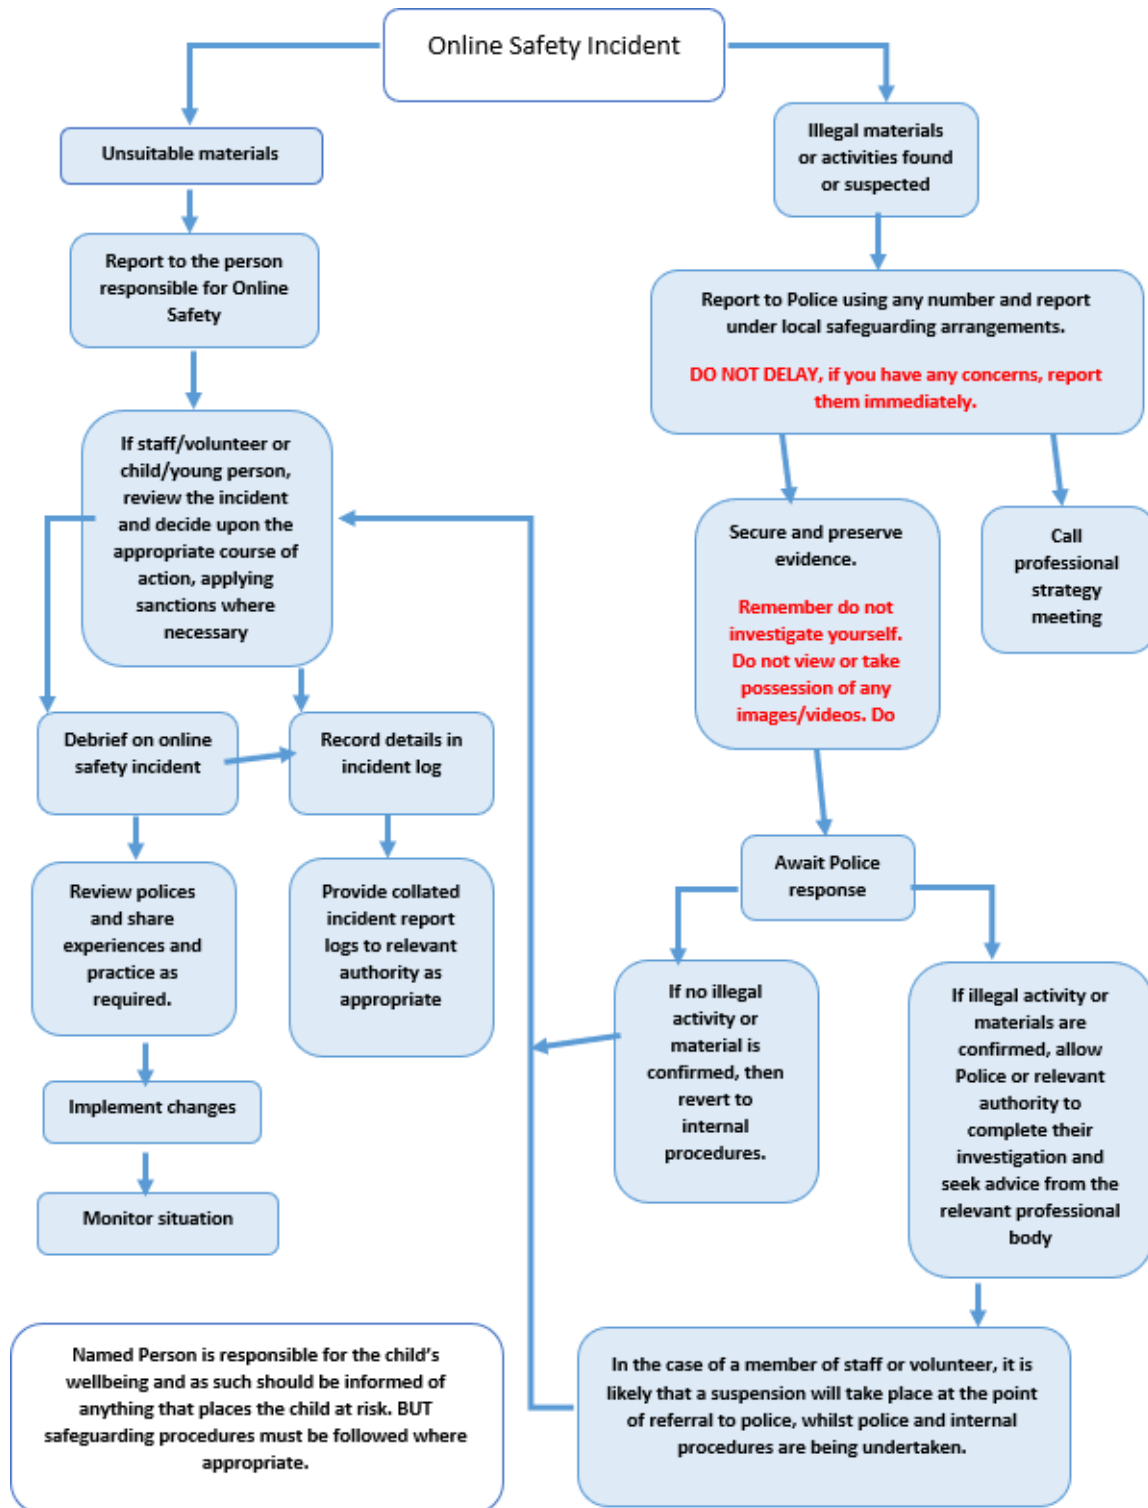 Online Safety Incident
Unsuitable materials
Illegal materials
or activities found
or suspected
Report to the person
responsible for Online
Safety
Report to Police using any number and report
under local safeguarding arrangements.
DO NOT DELAY, if you have any concerns, report
them immediately.
If staff/volunteer or
child/young person,
review the incident
and decide upon the
appropriate course of
action, applying
sanctions where
necessary
Secure and preserve
evidence.
Remember do not
investigate yourself.
Do not view or take
possession of any
images/videos. Do
Call
professional
strategy
meeting
Debrief on online
safety incident
Record details in
incident log
Review polices
and share
experiences and
practice as
required.
Provide collated
incident report
logs to relevant
authority as
appropriate
Await Police
response
If no illegal
activity or
material is
confirmed, then
revert to
internal
procedures.
If illegal activity or
materials are
confirmed, allow
Police or relevant
authority to
complete their
investigation and
seek advice from the
relevant professional
body
Implement changes
Monitor situation
Named Person is responsible for the child's
wellbeing and as such should be informed of
anything that places the child at risk. BUT
safeguarding procedures must be followed where
appropriate.
In the case of a member of staff or volunteer, it is
likely that a suspension will take place at the point
of referral to police, whilst police and internal
procedures are being undertaken.